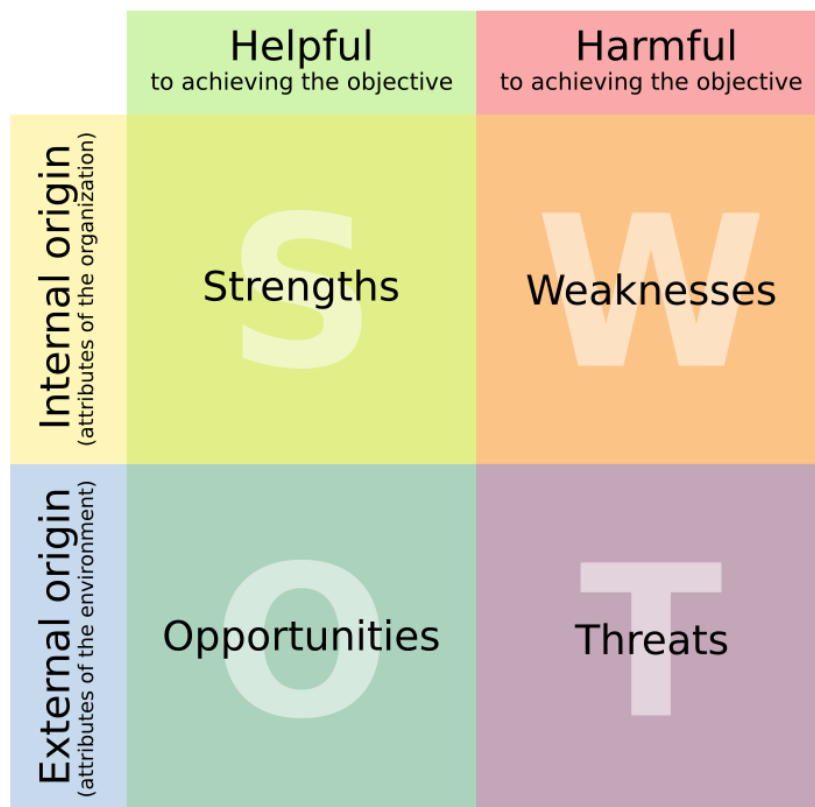 Helpful
to achieving the objective
Harmful
to achieving the objective
Internal origin
(attributes of the organization)
S
Strengths
W
Weaknesses
External origin
(attributes of the environment)
O
Opportunities
T
Threats